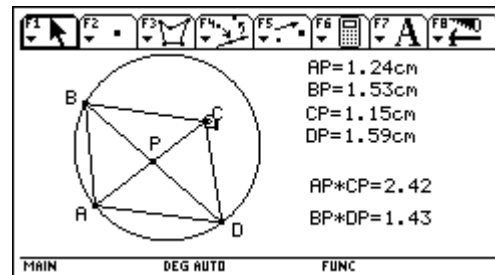 F1 F2 F3 F4 F5 F6 F7 A F8
AP=1.24cm
BP=1.53cm
CP=1.15cm
DP=1.59cm
AP*CP=2.42
BP*DP=1.43
B
C
P
A
D
MAIN DEG AUTO FUNC